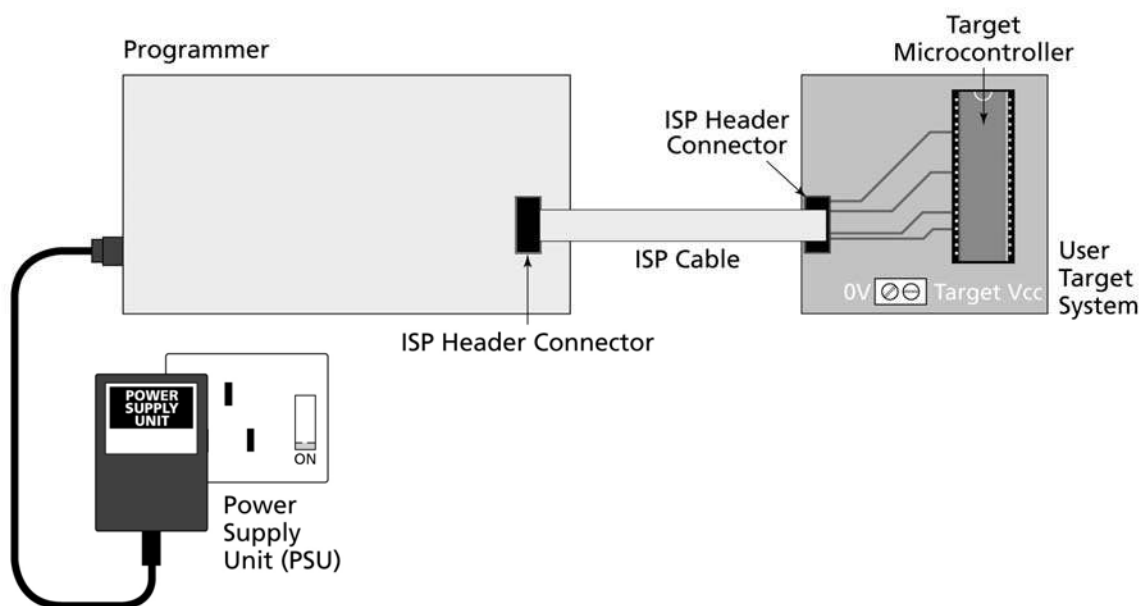 Programmer
Target
Microcontroller
ISP Header
Connector
ISP Cable
ISP Header Connector
0V
Target Vcc
User
Target
System
POWER
SUPPLY
UNIT
ON
Power
Supply
Unit (PSU)